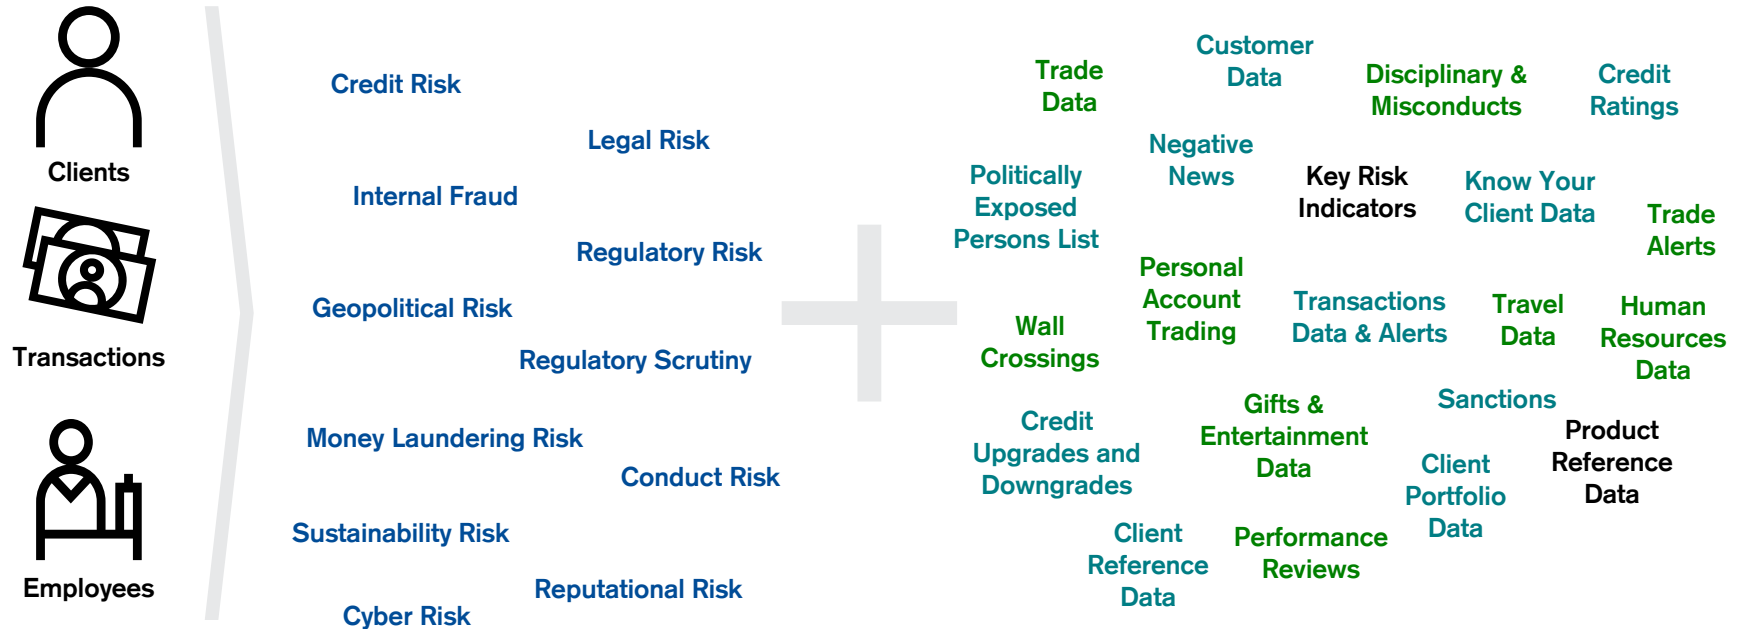 Clients
Transactions
Employees
Credit Risk
Legal Risk
Internal Fraud
Regulatory Risk
Geopolitical Risk
Regulatory Scrutiny
Money Laundering Risk
Conduct Risk
Sustainability Risk
Reputational Risk
Cyber Risk
Trade
Data
Customer
Data
Disciplinary &
Misconducts
Credit
Ratings
Negative
News
Politically
Exposed
Persons List
Key Risk
Indicators
Know Your
Client Data
Trade
Alerts
Personal
Account
Trading
Wall
Crossings
Transactions
Data & Alerts
Travel
Data
Human
Resources
Data
Credit
Upgrades and
Downgrades
Gifts &
Entertainment
Data
Sanctions
Product
Reference
Data
Client
Portfolio
Data
Client
Reference
Data
Performance
Reviews